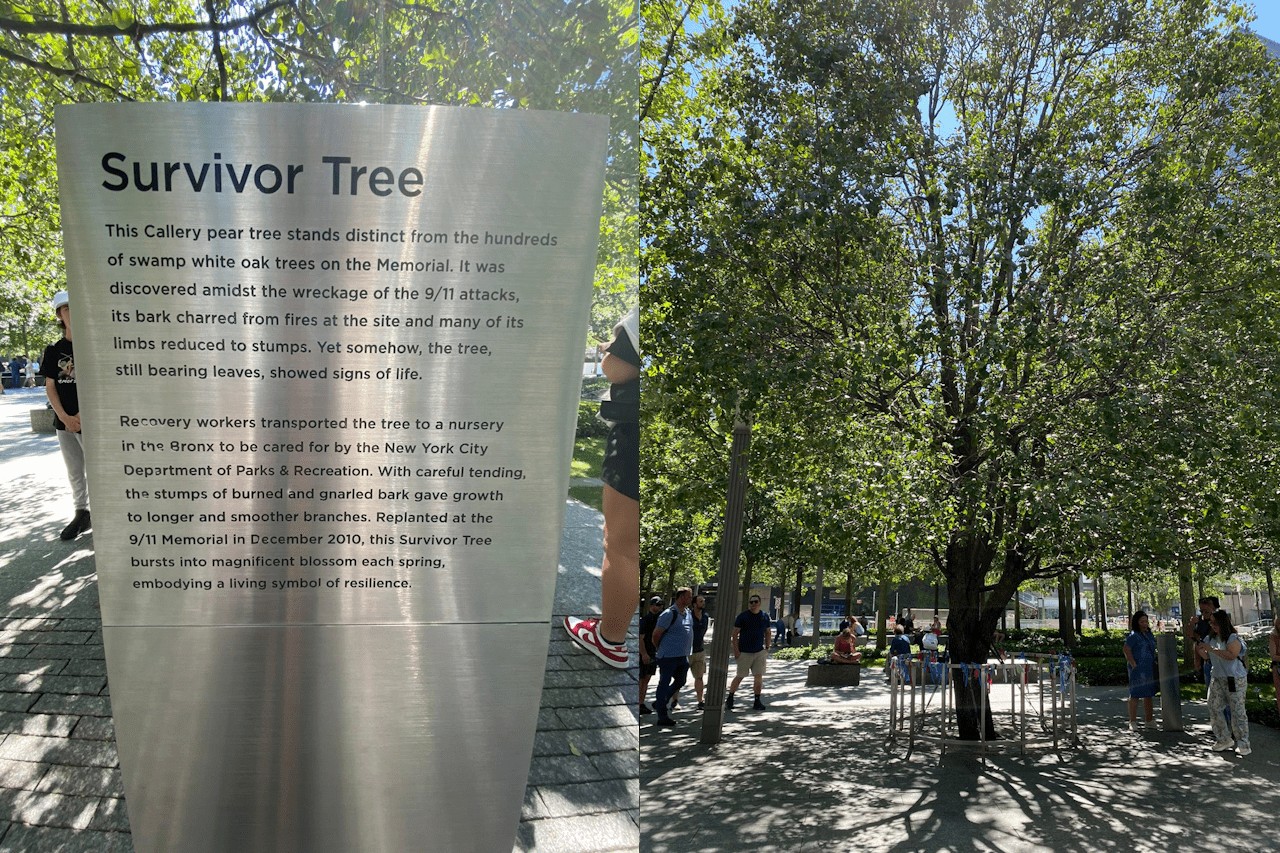 Survivor Tree
This Callery pear tree stands distinct from the hundreds
of swamp white oak trees on the Memorial. It was
discovered amidst the wreckage of the 9/11 attacks,
its bark charred from fires at the site and many of its
limbs reduced to stumps. Yet somehow, the tree,
still bearing leaves, showed signs of life.
Recovery workers transported the tree to a nursery
in the Bronx to be cared for by the New York City
Department of Parks & Recreation. With careful tending,
the stumps of burned and gnarled bark gave growth
to longer and smoother branches. Replanted at the
9/11 Memorial in December 2010, this Survivor Tree
bursts into magnificent blossom each spring,
embodying a living symbol of resilience.